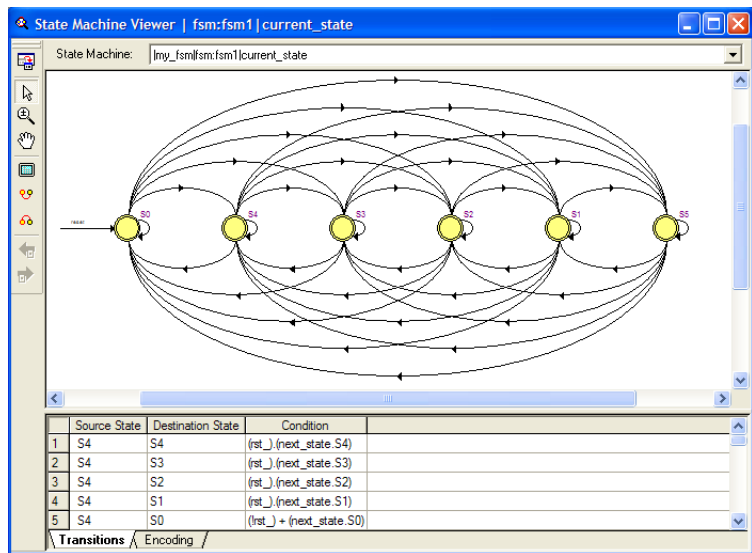 State Machine Viewer | fsm:fsm1|current_state
State Machine: |my_fsm|fsm:fsm1|current_state
reset
S0 S4 S3 S2 S1 S5
Source State Destination State Condition
1 S4 S4 (rst_).(next_state.S4)
2 S4 S3 (rst_).(next_state.S3)
3 S4 S2 (rst_).(next_state.S2)
4 S4 S1 (rst_).(next_state.S1)
5 S4 S0 (!rst_) + (next_state.S0)
Transitions Encoding